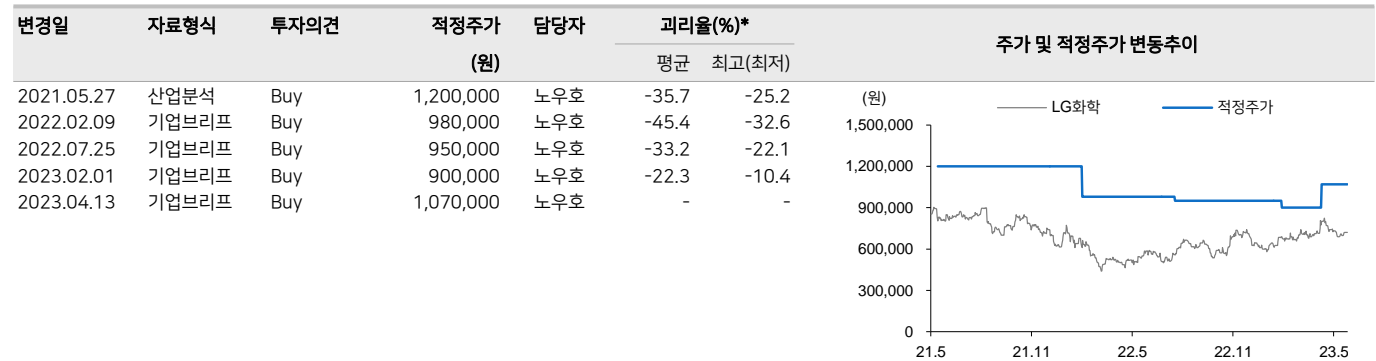 변경일 자료형식 투자의견 적정주가 담당자 괴리율(%)* 주가 및 적정주가 변동추이
(원) 평균 최고(최저)
2021.05.27 산업분석 Buy 1,200,000 노우호 -35.7 -25.2
2022.02.09 기업브리프 Buy 980,000 노우호 -45.4 -32.6
2022.07.25 기업브리프 Buy 950,000 노우호 -33.2 -22.1
2023.02.01 기업브리프 Buy 900,000 노우호 -22.3 -10.4
2023.04.13 기업브리프 Buy 1,070,000 노우호 - -
(원) LG화학 적정주가
1,500,000
1,200,000
900,000
600,000
300,000
0
21.5 21.11 22.5 22.11 23.5